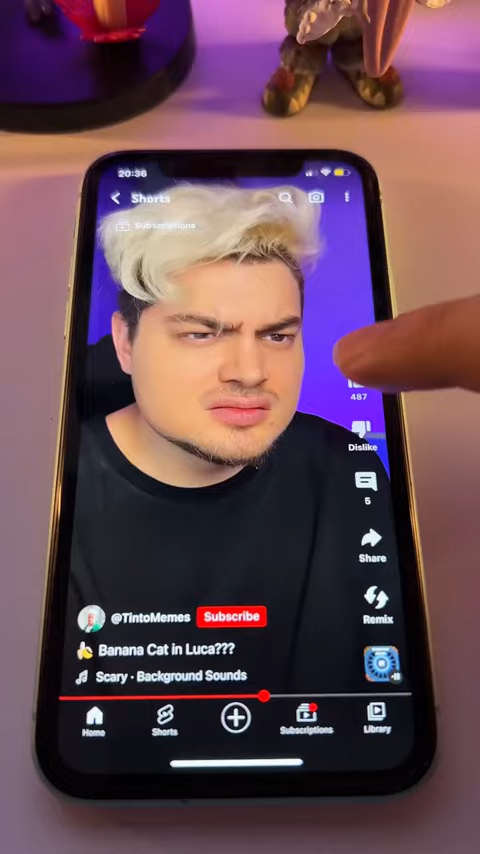 20:36
Shorts
Subscriptions
487
Dislike
5
Share
Remix
@TintoMemes Subscribe
🍌🐱 Banana Cat in Luca???
Scary · Background Sounds
Home
Shorts
Subscriptions
Library